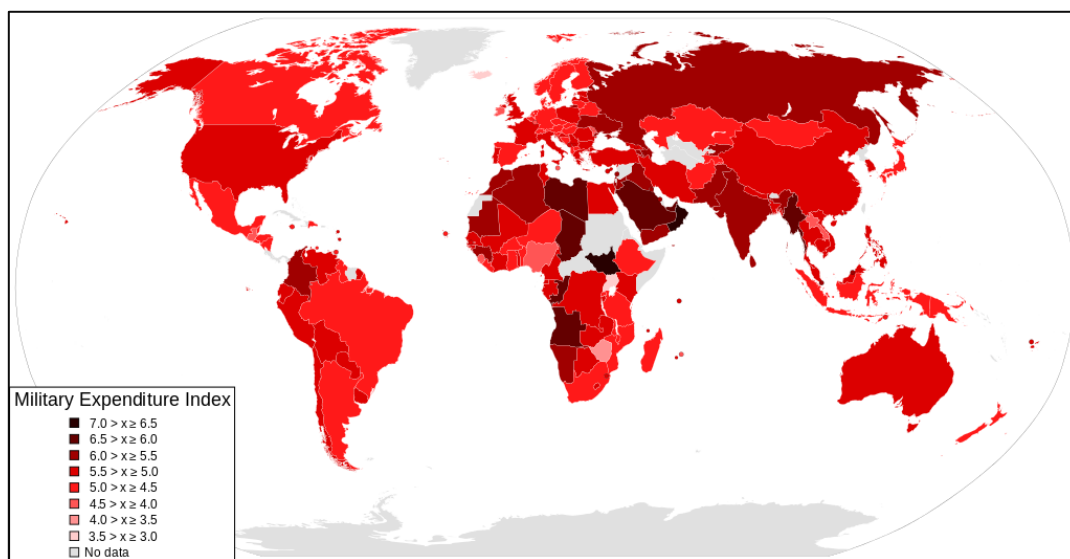 Military Expenditure Index
7.0 > x ≥ 6.5
6.5 > x ≥ 6.0
6.0 > x ≥ 5.5
5.5 > x ≥ 5.0
5.0 > x ≥ 4.5
4.5 > x ≥ 4.0
4.0 > x ≥ 3.5
3.5 > x ≥ 3.0
No data